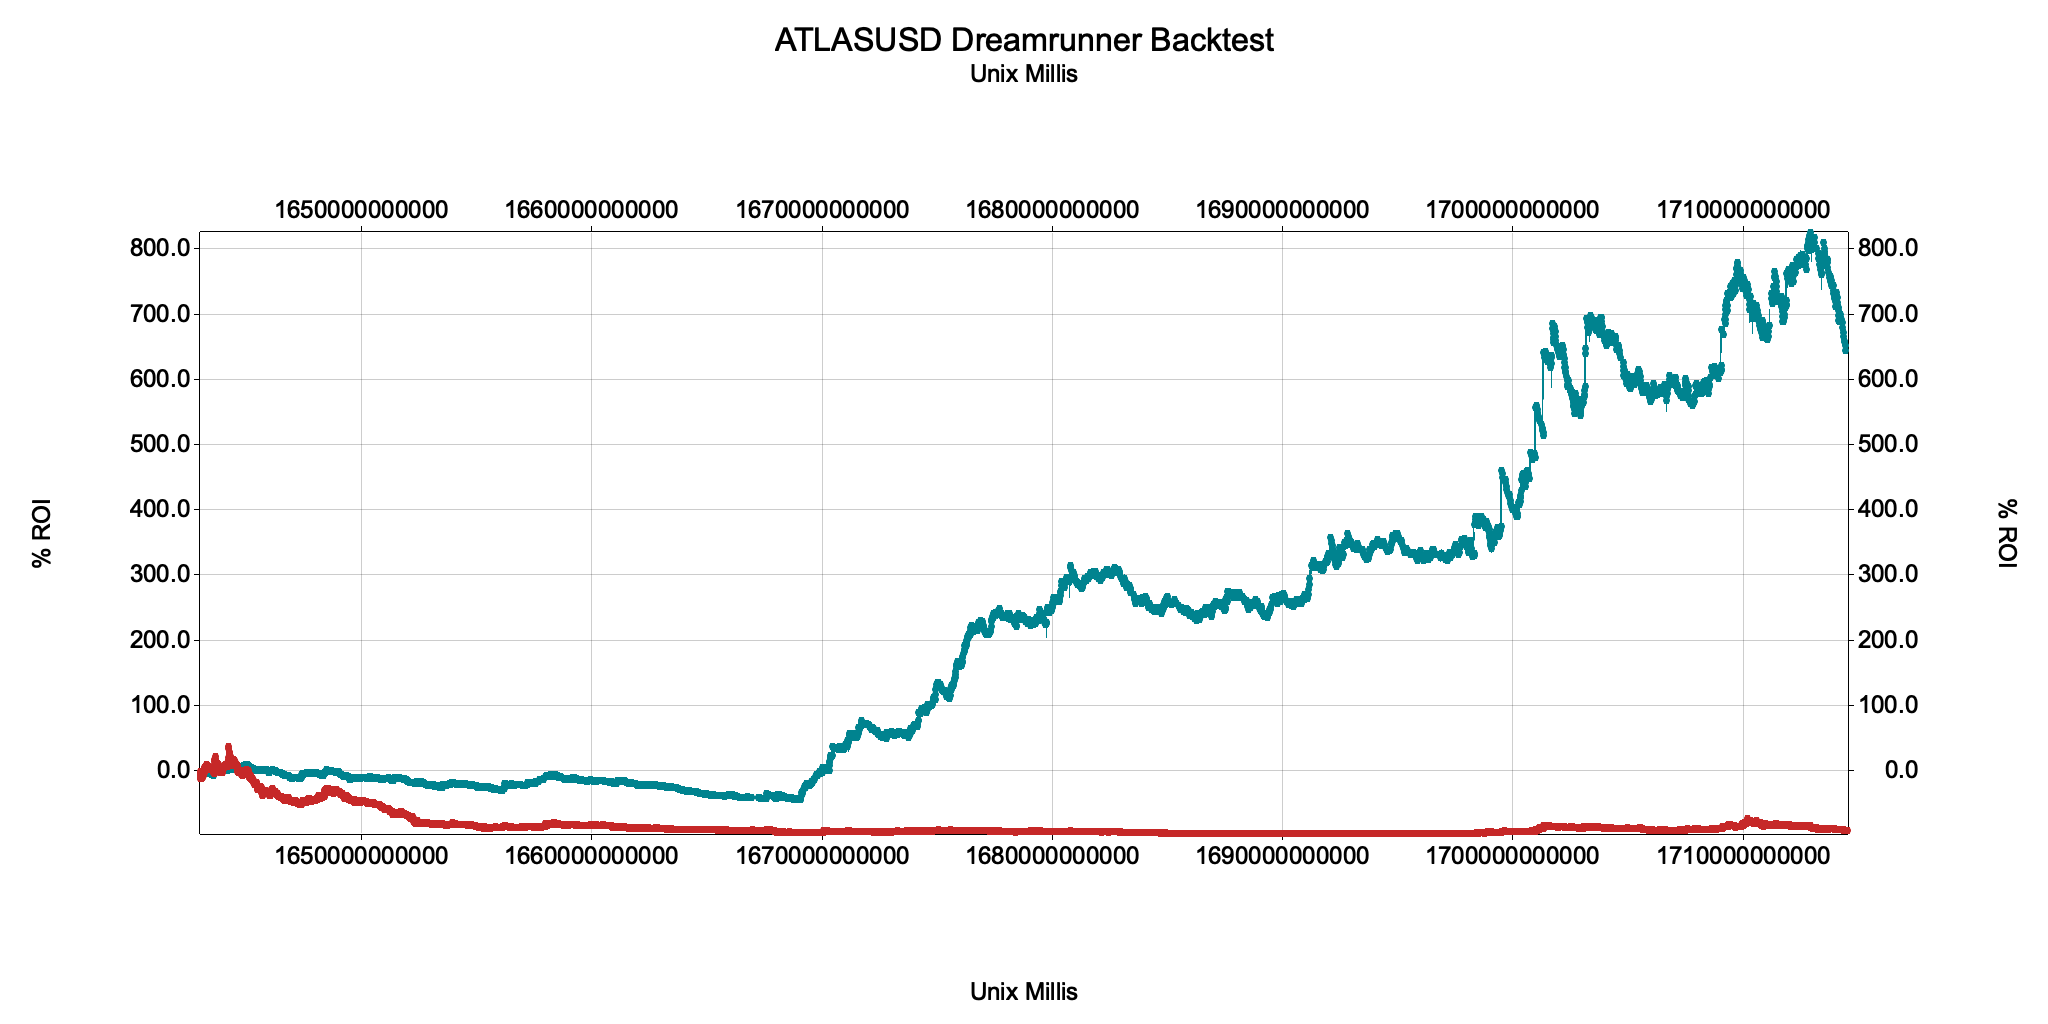 ATLASUSD Dreamrunner Backtest
Unix Millis
1650000000000 1660000000000 1670000000000 1680000000000 1690000000000 1700000000000 1710000000000
800.0 800.0
700.0 700.0
600.0 600.0
500.0 500.0
400.0 400.0
% ROI % ROI
300.0 300.0
200.0 200.0
100.0 100.0
0.0 0.0
1650000000000 1660000000000 1670000000000 1680000000000 1690000000000 1700000000000 1710000000000
Unix Millis